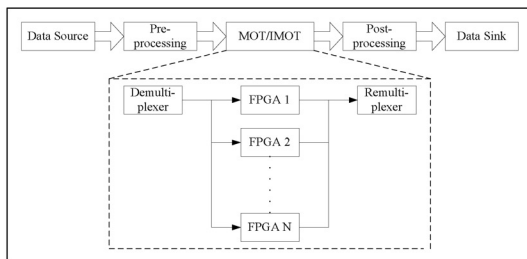 Data Source
Pre-
processing
MOT/IMOT
Post-
processing
Data Sink
Demulti-
plexer
FPGA 1
Remulti-
plexer
FPGA 2
FPGA N